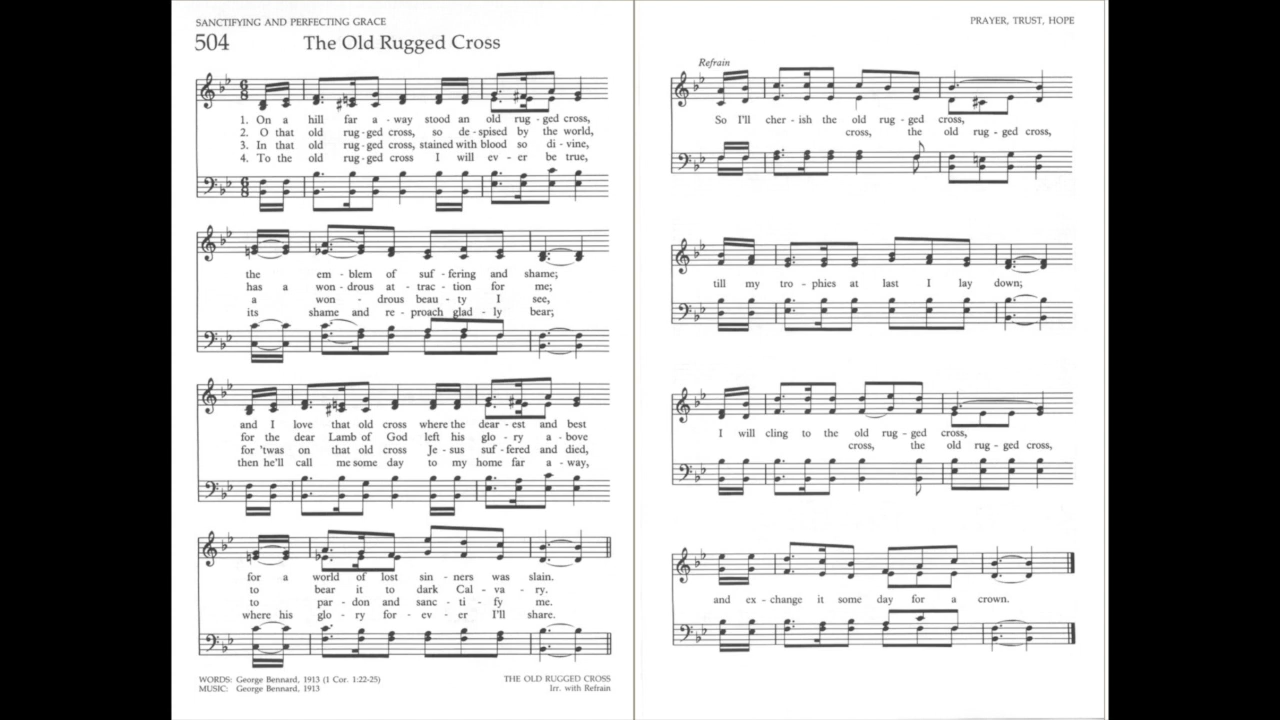 SANCTIFYING AND PERFECTING GRACE
504 The Old Rugged Cross
1. On a hill far a - way stood an old rug - ged cross,
2. O that old rug - ged cross, so de - spised by the world,
3. In that old rug - ged cross, stained with blood so di - vine,
4. To the old rug - ged cross I will ev - er be true,
the em - blem of suf - fering and shame;
has a won - drous at - trac - tion for me;
a won - drous beau - ty I see,
its shame and re - proach glad - ly bear;
and I love that old cross where the dear - est and best
for the dear Lamb of God left his glo - ry a - bove
for 'twas on that old cross Je - sus suf - fered and died,
then he'll call me some day to my home far a - way,
for a world of lost sin - ners was slain.
to bear it to dark Cal - va - ry.
to par - don and sanc - ti - fy me.
where his glo - ry for - ev - er I'll share.
WORDS: George Bennard, 1913 (1 Cor. 1:22-25)
MUSIC: George Bennard, 1913
THE OLD RUGGED CROSS
Irr. with Refrain
PRAYER, TRUST, HOPE
Refrain
So I'll cher - ish the old rug - ged cross,
cross, the old rug - ged cross,
till my tro - phies at last I lay down;
I will cling to the old rug - ged cross,
cross, the old rug - ged cross,
and ex - change it some day for a crown.